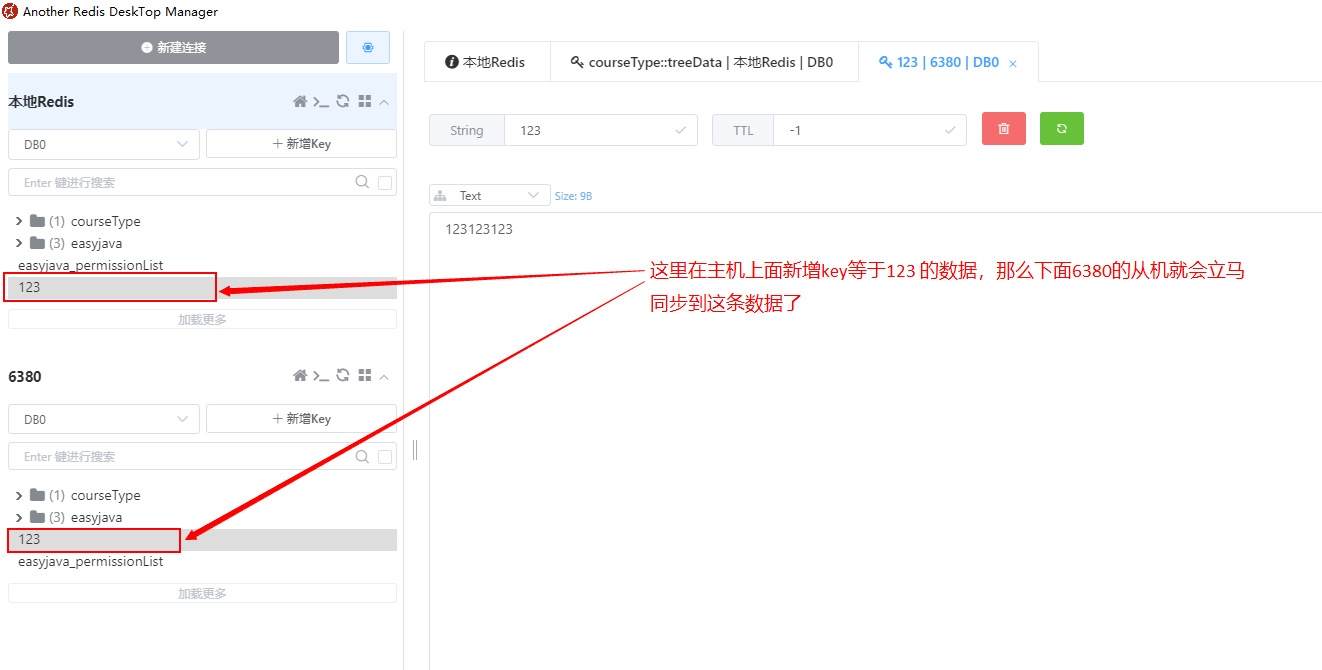 Another Redis DeskTop Manager
新建连接
本地Redis
DB0
新增Key
Enter 键进行搜索
(1) courseType
(3) easyjava
easyjava_permissionList
123
加载更多
6380
DB0
新增Key
Enter 键进行搜索
(1) courseType
(3) easyjava
123
easyjava_permissionList
加载更多
本地Redis
courseType::treeData | 本地Redis | DB0
123 | 6380 | DB0
String 123
TTL -1
Text
Size: 9B
123123123
这里在主机上面新增key等于123 的数据，那么下面6380的从机就会立马
同步到这条数据了